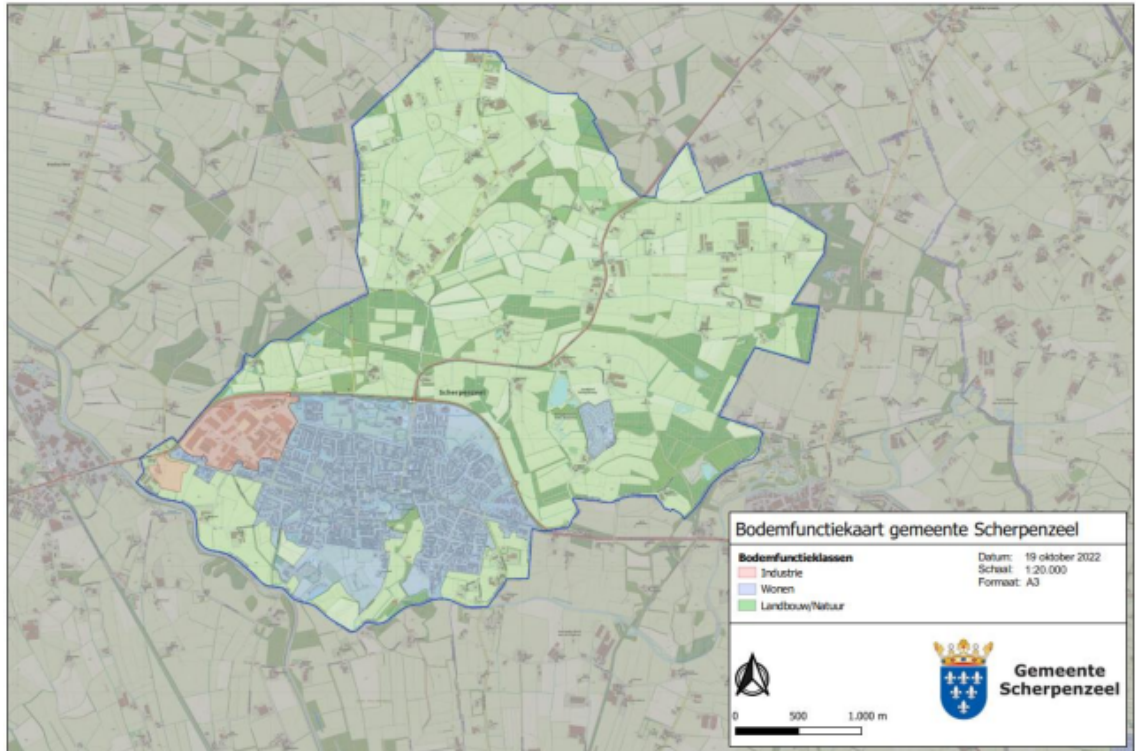 Scherpenzeel
Bodemfunctiekaart gemeente Scherpenzeel
Bodemfunctieklassen
Industrie
Wonen
Landbouw/Natuur
Datum: 19 oktober 2022
Schaal: 1:20.000
Formaat: A3
0 500 1.000 m
Gemeente
Scherpenzeel